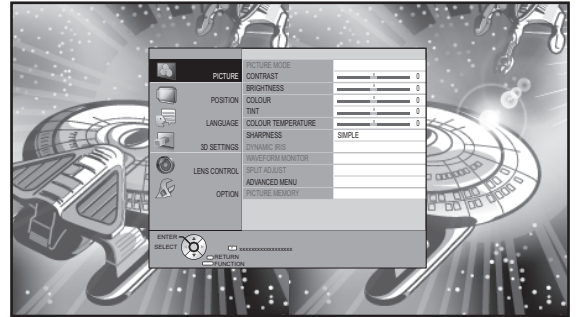 PICTURE
POSITION
LANGUAGE
3D SETTINGS
LENS CONTROL
OPTION
PICTURE MODE
CONTRAST 0
BRIGHTNESS 0
COLOUR 0
TINT 0
COLOUR TEMPERATURE 0
SHARPNESS SIMPLE
DYNAMIC IRIS
WAVEFORM MONITOR
SPLIT ADJUST
ADVANCED MENU
PICTURE MEMORY
ENTER
SELECT
RETURN
FUNCTION